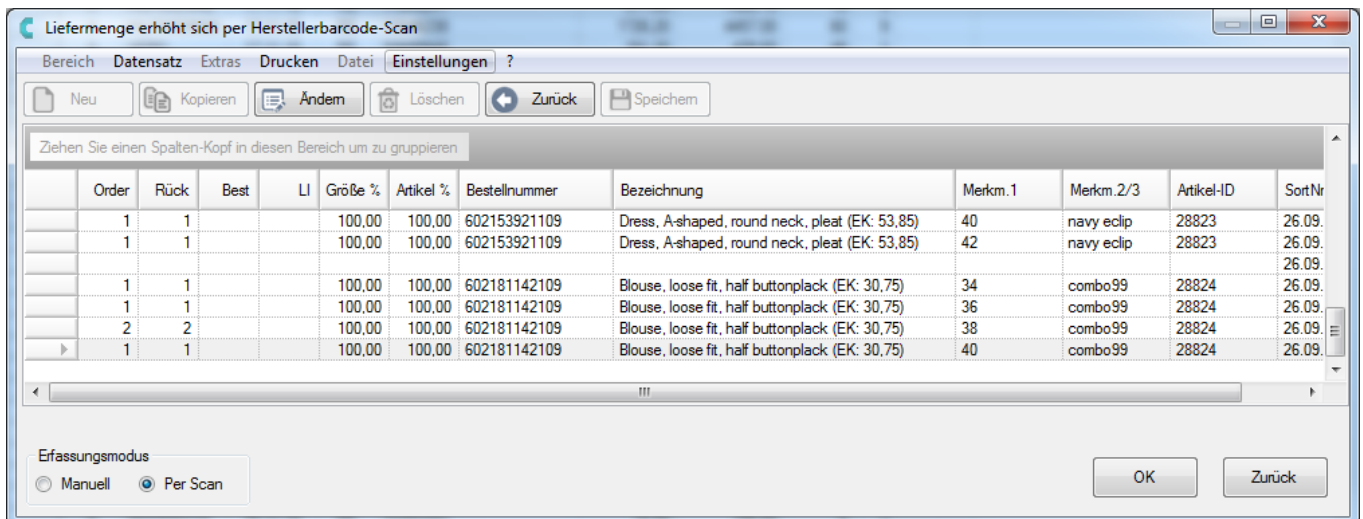 Liefermenge erhöht sich per Herstellerbarcode-Scan
Bereich Datensatz Extras Drucken Datei Einstellungen ?
Neu Kopieren Ändern Löschen Zurück Speichern
Ziehen Sie einen Spalten-Kopf in diesen Bereich um zu gruppieren
Order Rück Best LI Größe % Artikel % Bestellnummer Bezeichnung Merkm.1 Merkm.2/3 Artikel-ID SortNr
1 1 100,00 100,00 602153921109 Dress, A-shaped, round neck, pleat (EK: 53,85) 40 navy eclip 28823 26.09.
1 1 100,00 100,00 602153921109 Dress, A-shaped, round neck, pleat (EK: 53,85) 42 navy eclip 28823 26.09.
26.09.
1 1 100,00 100,00 602181142109 Blouse, loose fit, half buttonplack (EK: 30,75) 34 combo99 28824 26.09.
1 1 100,00 100,00 602181142109 Blouse, loose fit, half buttonplack (EK: 30,75) 36 combo99 28824 26.09.
2 2 100,00 100,00 602181142109 Blouse, loose fit, half buttonplack (EK: 30,75) 38 combo99 28824 26.09.
1 1 100,00 100,00 602181142109 Blouse, loose fit, half buttonplack (EK: 30,75) 40 combo99 28824 26.09.
Erfassungsmodus
Manuell Per Scan
OK Zurück